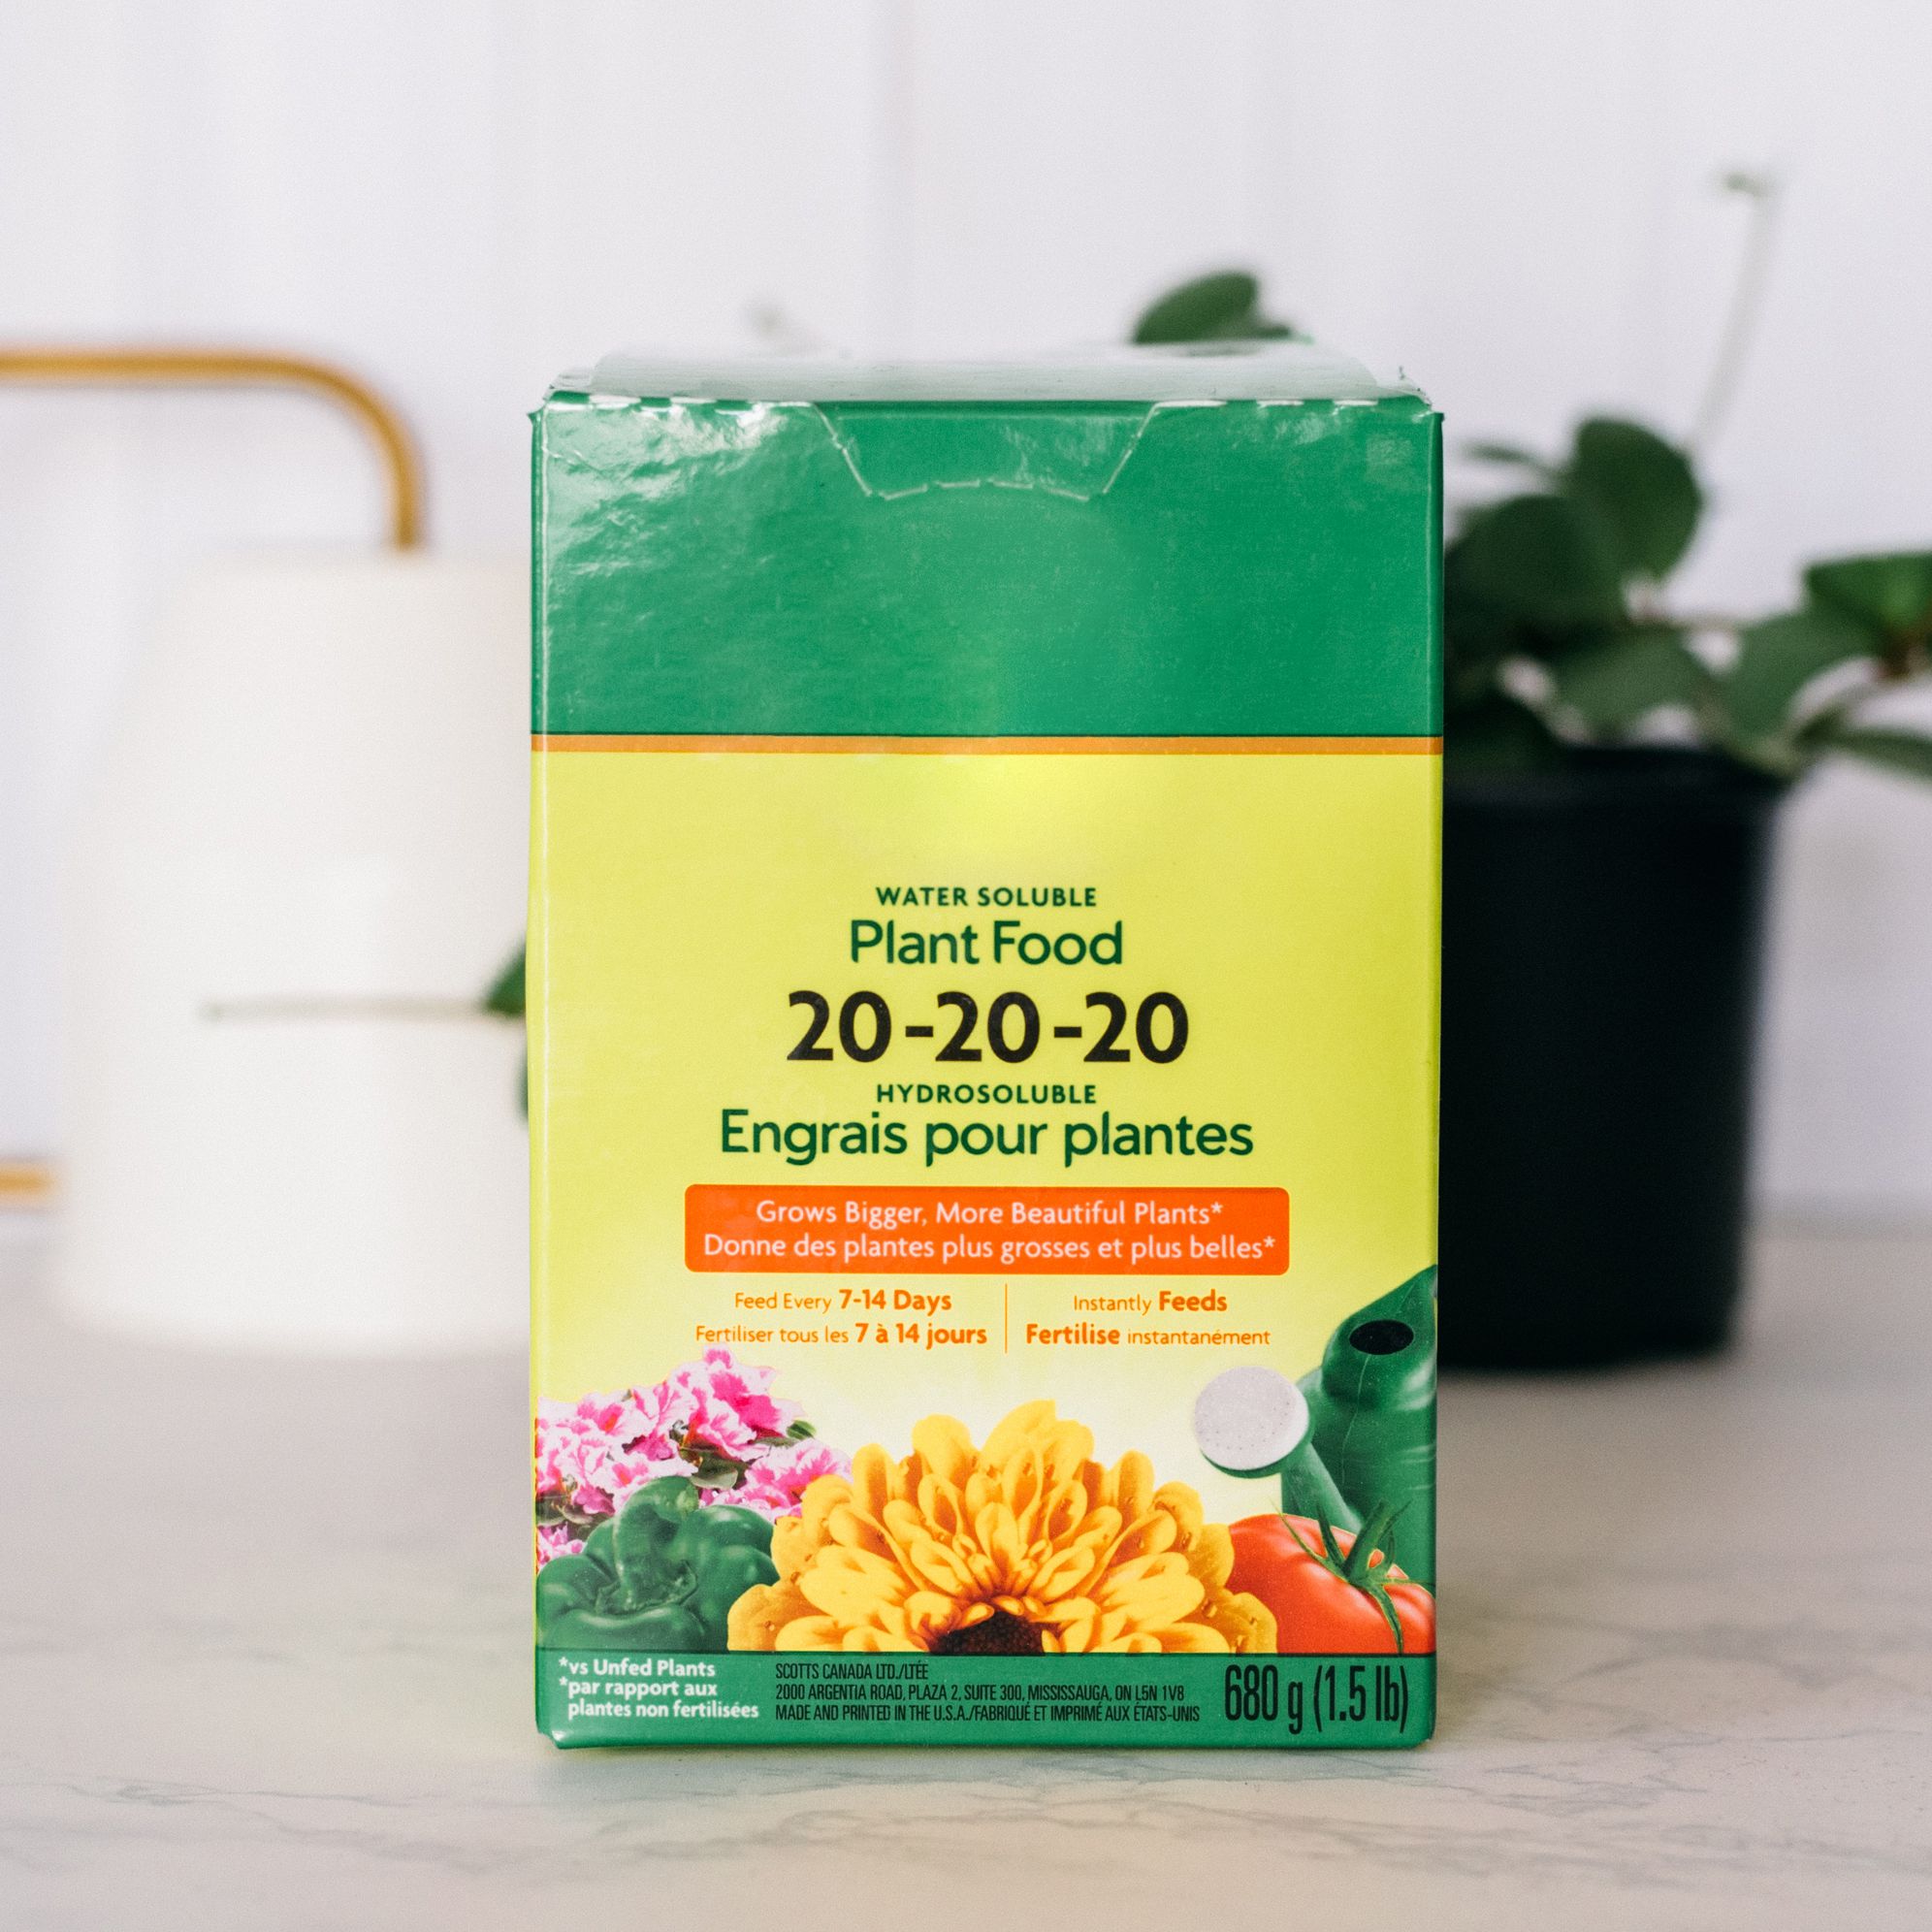 WATER SOLUBLE
Plant Food
20-20-20
HYDROSOLUBLE
Engrais pour plantes
Grows Bigger, More Beautiful Plants*
Donne des plantes plus grosses et plus belles*
Feed Every 7-14 Days
Fertiliser tous les 7 à 14 jours
Instantly Feeds
Fertilise instantanément
*vs Unfed Plants
*par rapport aux
plantes non fertilisées
SCOTTS CANADA LTD./LTÉE
2000 ARGENTIA ROAD, PLAZA 2, SUITE 300, MISSISSAUGA, ON L5N 1V8
MADE AND PRINTED IN THE U.S.A./FABRIQUÉ ET IMPRIMÉ AUX ÉTATS-UNIS
680 g (1.5 lb)